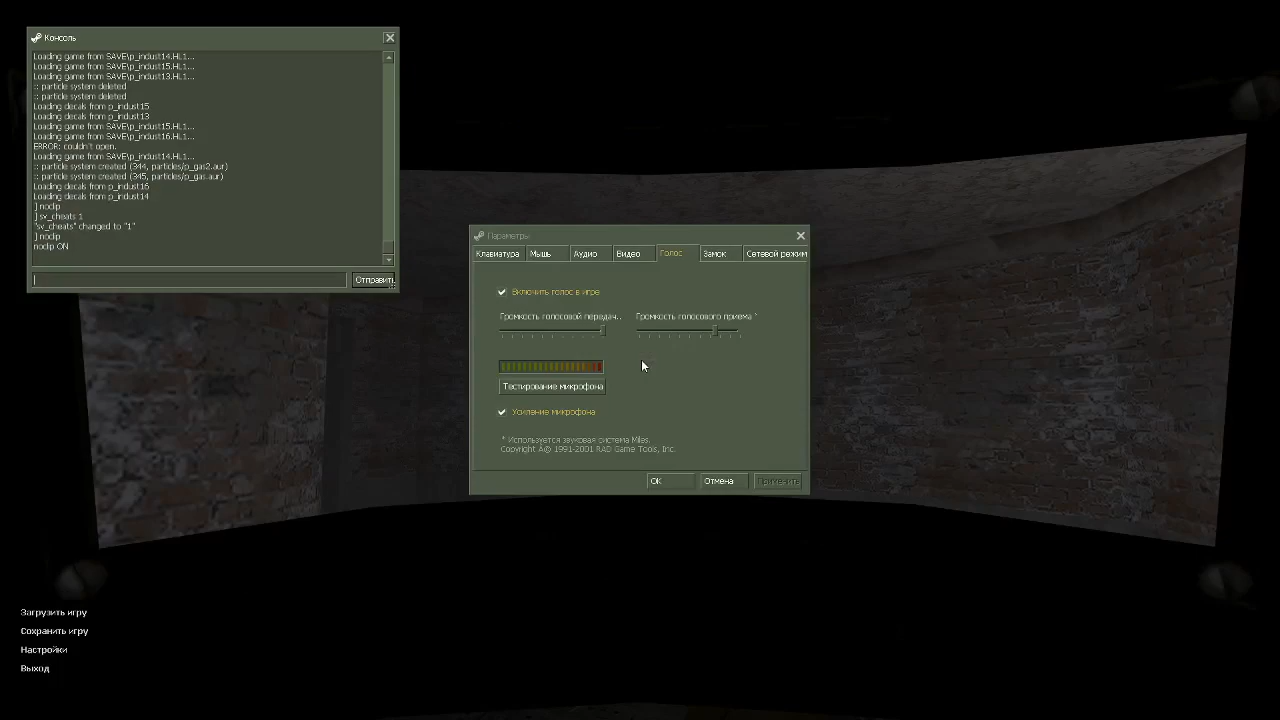 Консоль
Loading game from SAVE\p_indust14.HL1...
Loading game from SAVE\p_indust15.HL1...
Loading game from SAVE\p_indust13.HL1...
:: particle system deleted
:: particle system deleted
Loading decals from p_indust15
Loading decals from p_indust13
Loading game from SAVE\p_indust15.HL1...
Loading game from SAVE\p_indust16.HL1...
ERROR: couldn't open.
Loading game from SAVE\p_indust14.HL1...
:: particle system created (344, particles/p_gas2.aur)
:: particle system created (345, particles/p_gas.aur)
Loading decals from p_indust16
Loading decals from p_indust14
] noclip
] sv_cheats 1
"sv_cheats" changed to "1"
] noclip
noclip ON
Отправить
Параметры
Клавиатура Мышь Аудио Видео Голос Замок Сетевой режим
Включить голос в игре
Громкость голосовой передач.. Громкость голосового приема *
Тестирование микрофона
Усиление микрофона
* Используется звуковая система Miles.
Copyright A© 1991-2001 RAD Game Tools, Inc.
OK Отмена Применить
Загрузить игру
Сохранить игру
Настройки
Выход